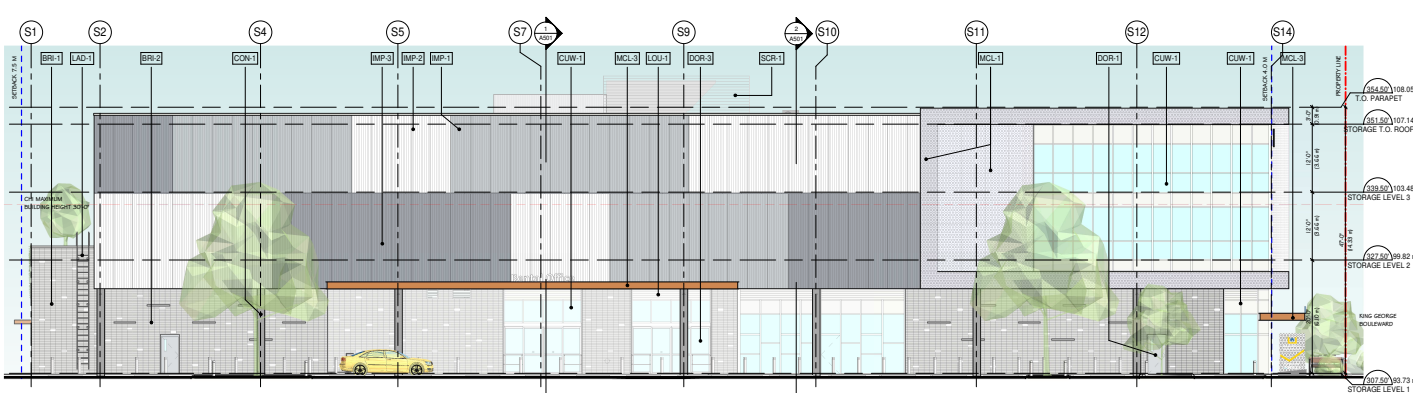 S1
S2
S4
S5
S7
1
A501
S9
2
A501
S10
S11
S12
S14
BRI-1
LAD-1
BRI-2
CON-1
IMP-3
IMP-2
IMP-1
CUW-1
MCL-3
LOU-1
DOR-3
SCR-1
MCL-1
DOR-1
CUW-1
CUW-1
MCL-3
SETBACK 7.5 M
SETBACK 4.0 M
PROPERTY LINE
354.50' 108.05
T.O. PARAPET
351.50' 107.14
STORAGE T.O. ROOF
339.50' 103.48
STORAGE LEVEL 3
327.50' 99.82
STORAGE LEVEL 2
307.50' 93.73
STORAGE LEVEL 1
12'-0"
(3.66 m)
12'-0"
(3.66 m)
BUILDING HEIGHT 30'-0"
KING GEORGE
BOULEVARD